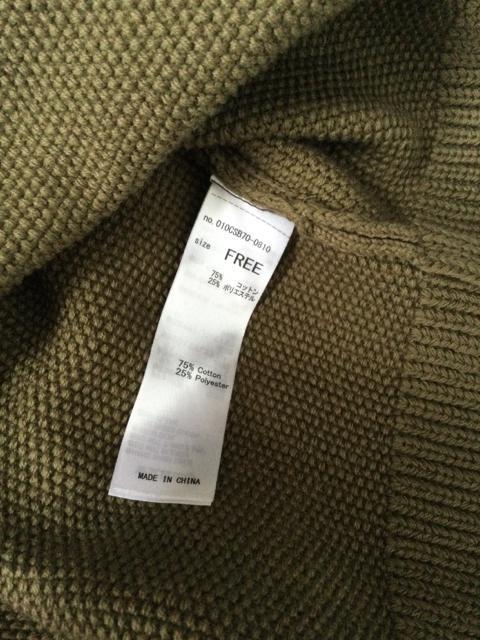 no.010CSB70-0810
size FREE
75% コットン
25% ポリエステル
75% Cotton
25% Polyester
MADE IN CHINA